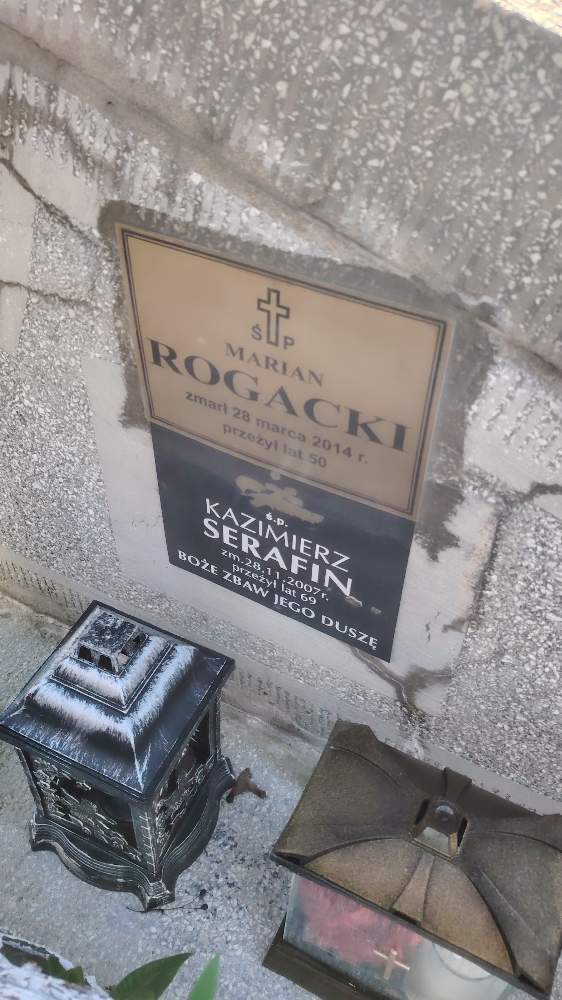 Ś P
MARIAN
ROGACKI
zmarł 28 marca 2014 r.
przeżył lat 50
ś.p.
KAZIMIERZ
SERAFIN
zm.28.11.2007r.
przeżył lat 69
BOŻE ZBAW JEGO DUSZĘ